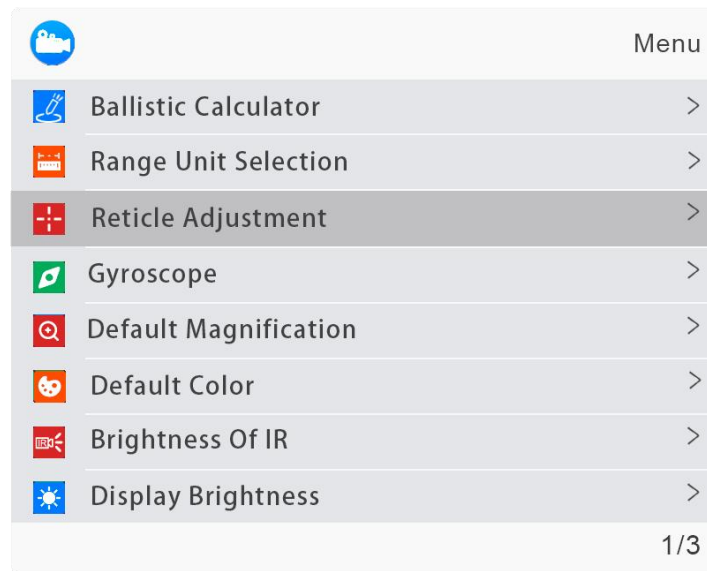 Menu
Ballistic Calculator >
Range Unit Selection >
Reticle Adjustment >
Gyroscope >
Default Magnification >
Default Color >
IR Brightness Of IR >
Display Brightness >
1/3